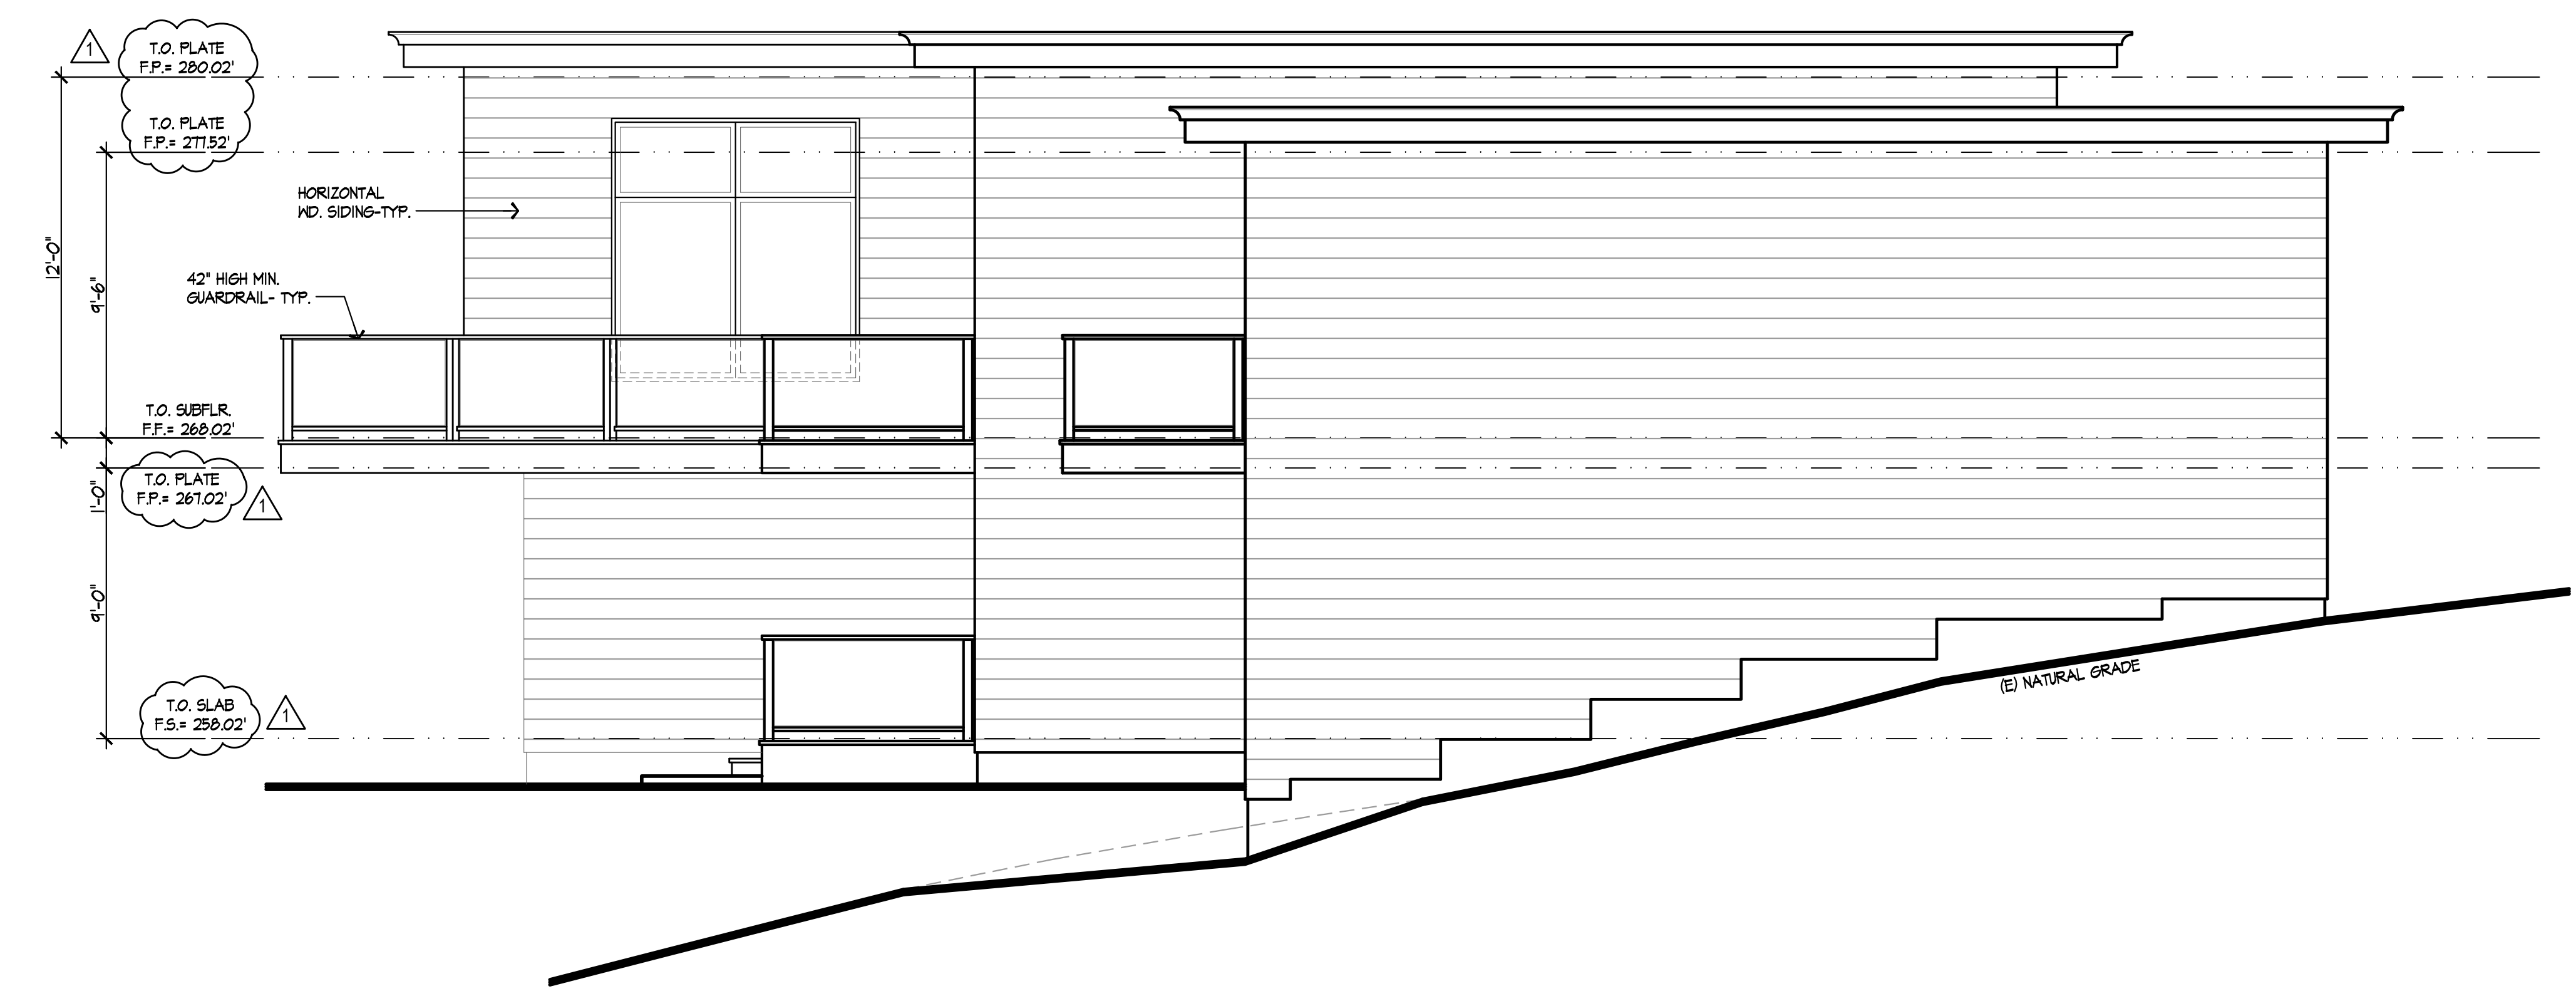 1
T.O. PLATE
F.P.= 280.02'
T.O. PLATE
F.P.= 277.52'
HORIZONTAL
WD. SIDING-TYP.
12'-0"
9'-6"
42" HIGH MIN.
GUARDRAIL- TYP.
T.O. SUBFLR.
F.F.= 268.02'
T.O. PLATE
F.P.= 267.02'
1
1'-0"
9'-0"
(E) NATURAL GRADE
T.O. SLAB
F.S.= 258.02'
1